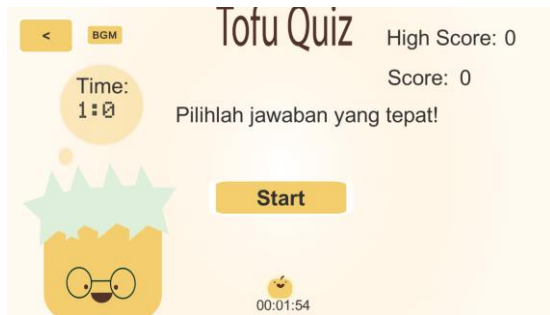 <
BGM
Tofu Quiz
High Score: 0
Score: 0
Time:
1:0
Pilihlah jawaban yang tepat!
Start
00:01:54